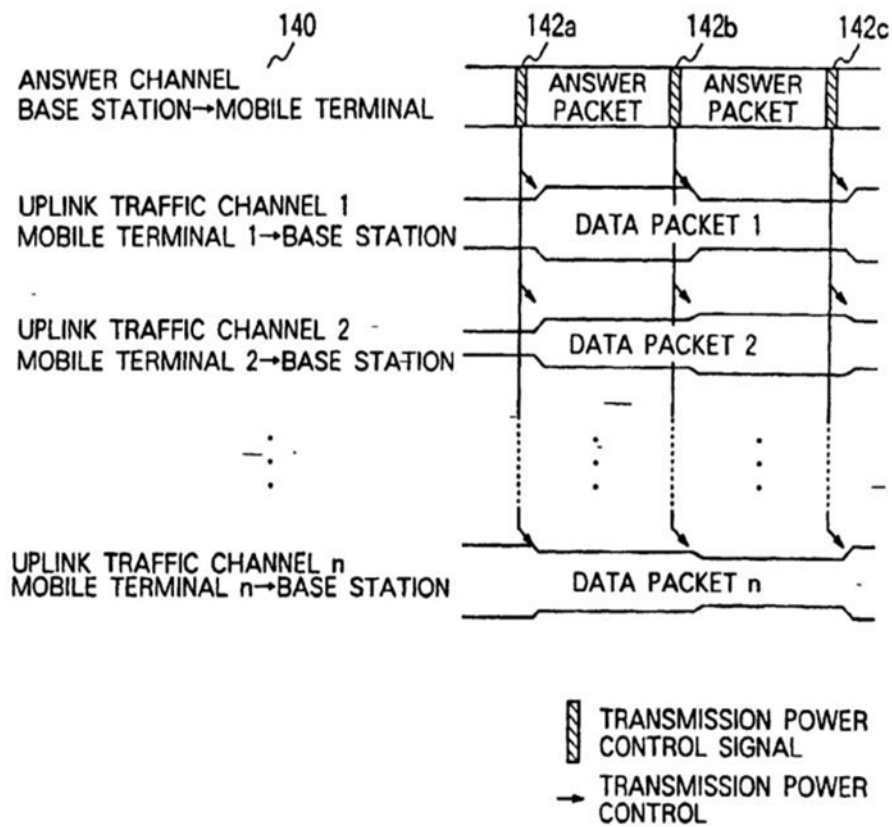 140
142a
142b
142c
ANSWER CHANNEL
BASE STATION→MOBILE TERMINAL
ANSWER
PACKET
ANSWER
PACKET
UPLINK TRAFFIC CHANNEL 1
MOBILE TERMINAL 1→BASE STATION
DATA PACKET 1
UPLINK TRAFFIC CHANNEL 2
MOBILE TERMINAL 2→BASE STATION
DATA PACKET 2
UPLINK TRAFFIC CHANNEL n
MOBILE TERMINAL n→BASE STATION
DATA PACKET n
TRANSMISSION POWER
CONTROL SIGNAL
TRANSMISSION POWER
CONTROL